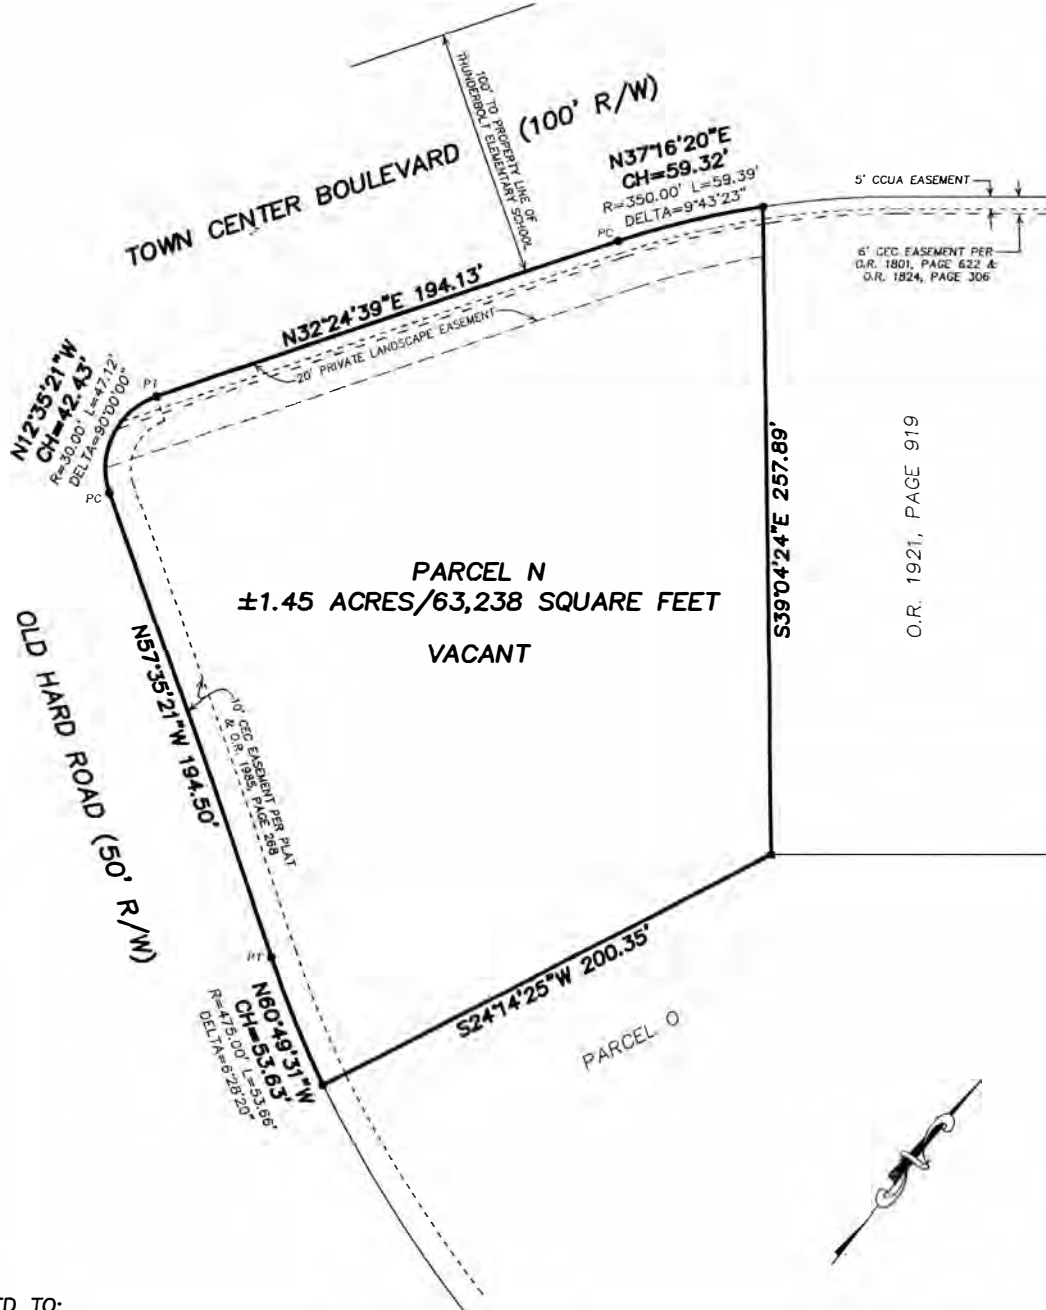 100' TO PROPERTY LINE OF
THUNDERBOLT ELEMENTARY SCHOOL
TOWN CENTER BOULEVARD (100' R/W)
N37°16'20"E
CH=59.32'
R=350.00' L=59.39'
DELTA=9°43'23"
PC
5' CCUA EASEMENT
6' CEC EASEMENT PER
O.R. 1801, PAGE 622 &
O.R. 1824, PAGE 306
N32°24'39"E 194.13'
20' PRIVATE LANDSCAPE EASEMENT
PT
N12°35'21"W
CH=42.43'
R=30.00' L=47.12'
DELTA=90°00'00"
PC
S39°04'24"E 257.89'
O.R. 1921, PAGE 919
PARCEL N
±1.45 ACRES/63,238 SQUARE FEET
VACANT
OLD HARD ROAD (50' R/W)
N57°35'21"W 194.50'
10' CEC EASEMENT PER PLAT
& O.R. 1985, PAGE 268
PT
N60°49'31"W
CH=53.63'
R=475.00' L=53.66'
DELTA=6°28'20"
S24°14'25"W 200.35'
PARCEL O
TO: